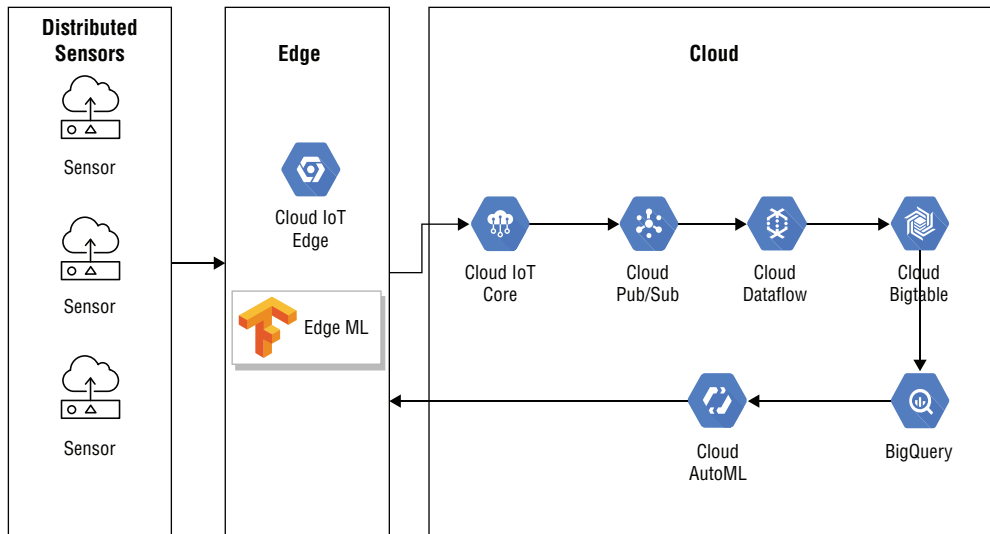 Distributed
Sensors
Sensor
Sensor
Sensor
Edge
Cloud IoT
Edge
Edge ML
Cloud
Cloud IoT
Core
Cloud
Pub/Sub
Cloud
Dataflow
Cloud
Bigtable
Cloud
AutoML
BigQuery